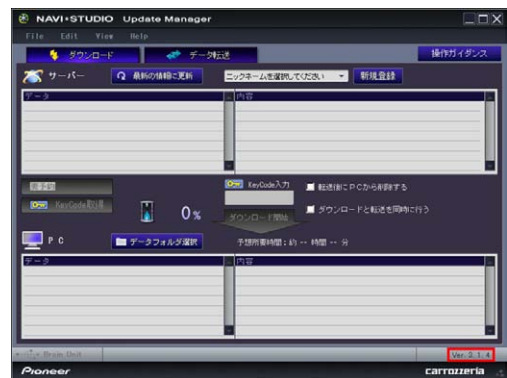 NAVI*STUDIO Update Manager
File Edit View Help
ダウンロード データ転送 操作ガイダンス
サーバー 最新の情報に更新 ニックネームを選択してください 新規登録
データ 内容
KeyCode入力 転送後にPCから削除する
KeyCode取得 0% ダウンロード開始 ダウンロードと転送を同時に行う
PC データフォルダ選択 予想所要時間:約 -- 時間 -- 分
データ 内容
Brain Unit Ver. 3. 1. 4
Pioneer carrozzeria